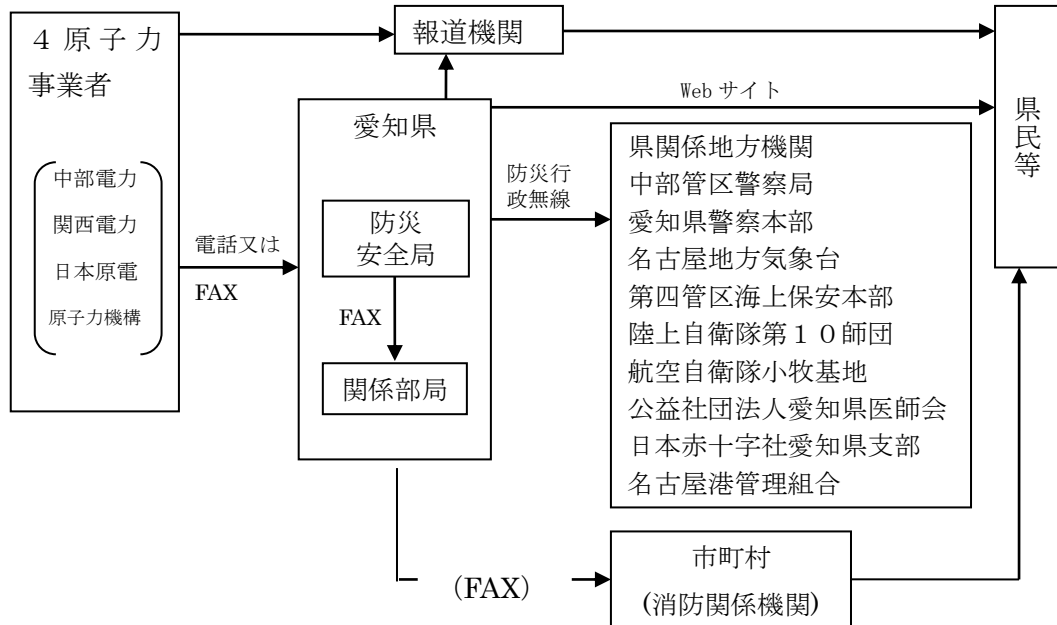 ４原子力
事業者
中部電力
関西電力
日本原電
原子力機構
電話又は
FAX
報道機関
愛知県
防災
安全局
FAX
関係部局
Webサイト
防災行
政無線
県関係地方機関
中部管区警察局
愛知県警察本部
名古屋地方気象台
第四管区海上保安本部
陸上自衛隊第１０師団
航空自衛隊小牧基地
公益社団法人愛知県医師会
日本赤十字社愛知県支部
名古屋港管理組合
県民等
(FAX)
市町村
(消防関係機関)